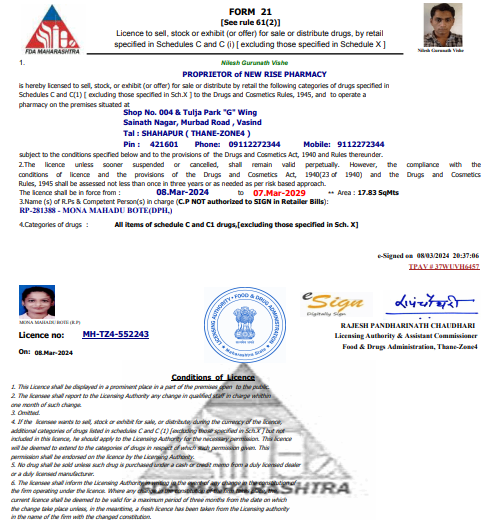 FORM 21
[See rule 61(2)]
Licence to sell, stock or exhibit (or offer) for sale or distribute drugs, by retail
specified in Schedules C and C (i) [ excluding those specified in Schedule X ]
FDA MAHARASHTRA
Nilesh Gurunath Vishe
1. Nilesh Gurunath Vishe
PROPRIETOR of NEW RISE PHARMACY
is hereby licensed to sell, stock, or exhibit (or offer) for sale or distribute by retail the following categories of drugs specified in
Schedules C and C(1) [ excluding those specified in Sch.X ] to the Drugs and Cosmetics Rules, 1945, and to operate a
pharmacy on the premises situated at
Shop No. 004 & Tulja Park "G" Wing
Sainath Nagar, Murbad Road , Vasind
Tal : SHAHAPUR ( THANE-ZONE4 )
Pin : 421601 Phone: 09112272344 Mobile: 9112272344
subject to the conditions specified below and to the provisions of the Drugs and Cosmetics Act, 1940 and Rules thereunder.
2.The licence unless sooner suspended or cancelled, shall remain valid perpetually. However, the compliance with the
conditions of licence and the provisions of the Drugs and Cosmetics Act, 1940(23 of 1940) and the Drugs and Cosmetics
Rules, 1945 shall be assessed not less than once in three years or as needed as per risk based approach.
The licence shall be in force from : 08.Mar-2024 to 07.Mar-2029 ** Area : 17.83 SqMts
3.Name (s) of R.Ps & Competent Person(s) in charge (C.P NOT authorized to SIGN in Retailer Bills):
RP-281388 - MONA MAHADU BOTE(DPH,)
4.Categories of drugs : All items of schedule C and C1 drugs,[excluding those specified in Sch. X]
e-Signed on 08/03/2024 20:37:06
TPAV # 37WUVH6457
MONA MAHADU BOTE (R.P)
LICENSING AUTHORITY • FOOD & DRUG ADMINISTRATION
Maharashtra State
eSign
Digitally Sign
RAJESH PANDHARINATH CHAUDHARI
Licensing Authority & Assistant Commissioner
Food & Drugs Administration, Thane-Zone4
Licence no: MH-TZ4-552243
On: 08.Mar-2024
Conditions of Licence
1. This Licence shall be displayed in a prominent place in a part of the premises open to the public.
2. The licensee shall report to the Licensing Authority any change in qualified staff in charge whithin
one month of such change.
3. Omitted.
4. If the licensee wants to sell, stock or exhibit for sale, or distribute, during the currency of the licence,
additional categories of drugs listed in schedules C and C (1) [excluding those specified in Sch.X ] but not
included in this licence, he should apply to the Licensing Authority for the necessary permission. This licence
will be deemed to extend to the categories of drugs in respect of which such permission given. This
permission shall be endorsed on the licence by the Licensing Authority.
5. No drug shall be sold unless such drug is purchased under a cash or credit memo from a duly licensed dealer
or a duly licensed manufacturer.
6. The licensee shall inform the Licensing Authority in writing in the event of any change in the constitution of
the firm operating under the licence. Where any change in the constitution of the firm takes place, the
current licence shall be deemed to be valid for a maximum period of three months from the date on which
the change take place unless, in the meantime, a fresh licence has been taken from the Licensing authority
in the name of the firm with the changed constitution.
FDA MAHARASHTRA